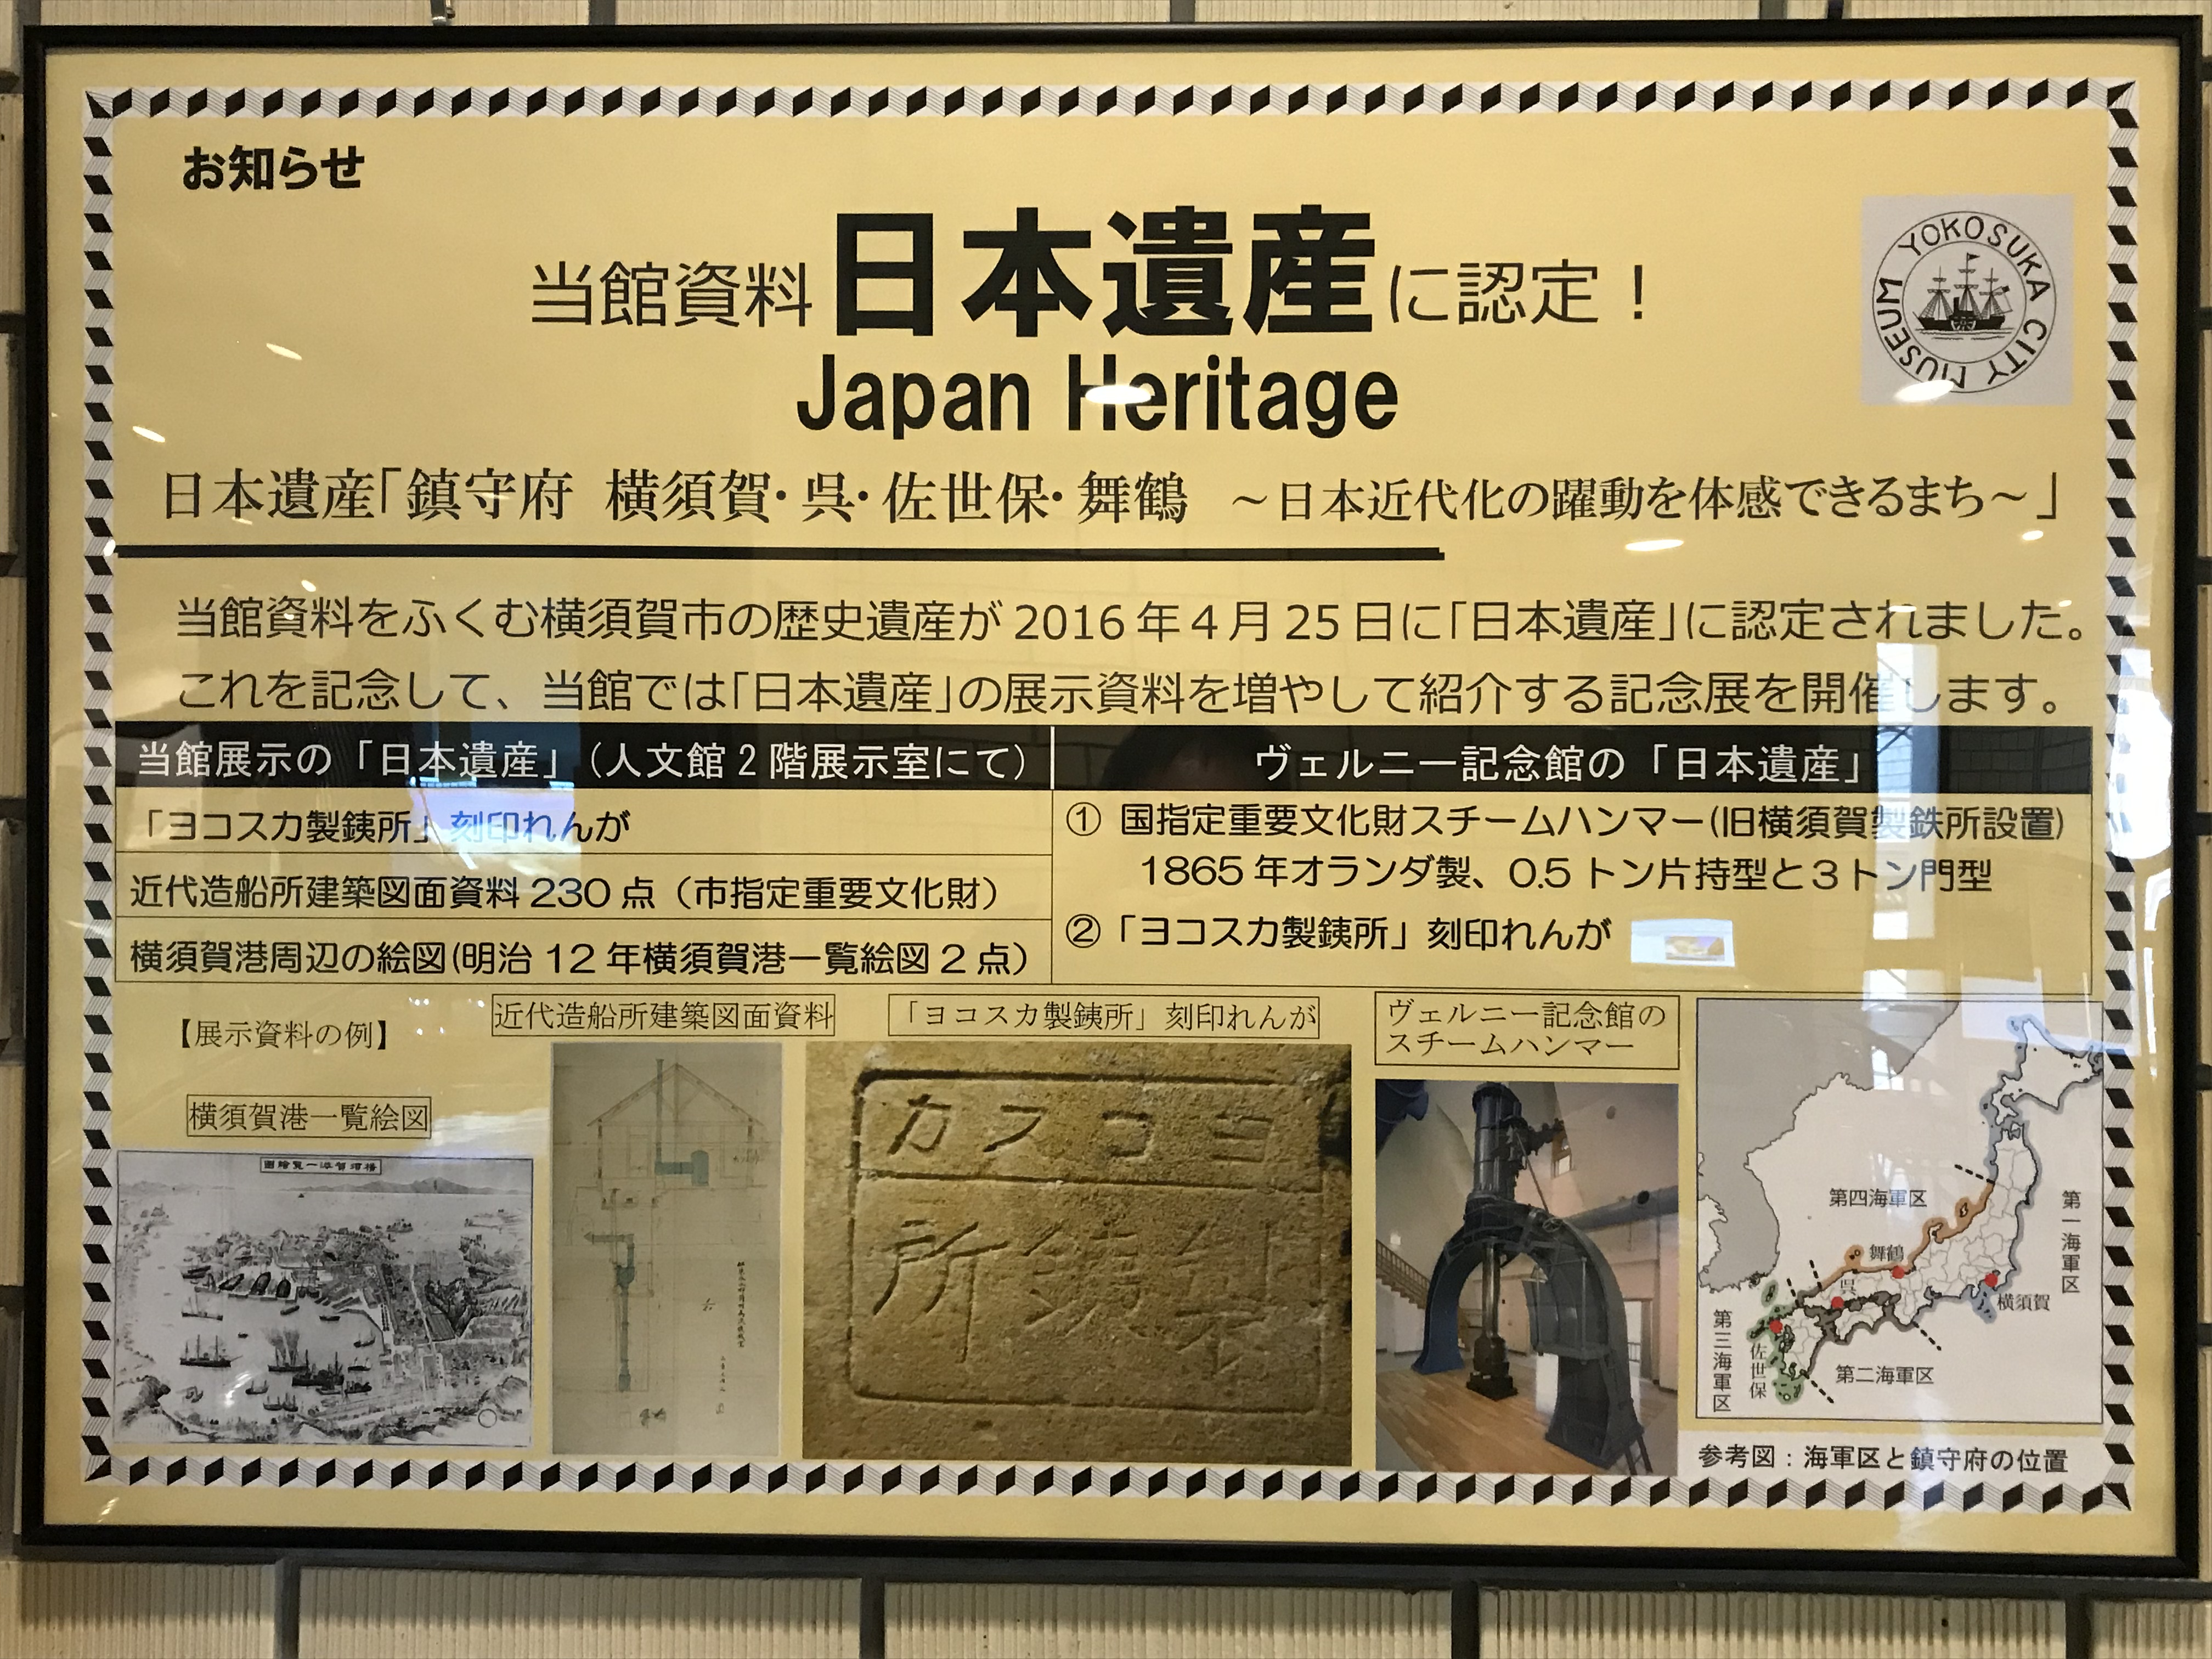 お知らせ
当館資料日本遺産に認定！
Japan Heritage
YOKOSUKA CITY MUSEUM
日本遺産「鎮守府 横須賀・呉・佐世保・舞鶴 ～日本近代化の躍動を体感できるまち～」
当館資料をふくむ横須賀市の歴史遺産が2016年4月25日に「日本遺産」に認定されました。
これを記念して、当館では「日本遺産」の展示資料を増やして紹介する記念展を開催します。
当館展示の「日本遺産」（人文館2階展示室にて）
「ヨコスカ製銕所」刻印れんが
近代造船所建築図面資料230点（市指定重要文化財）
横須賀港周辺の絵図(明治12年横須賀港一覧絵図2点）
ヴェルニー記念館の「日本遺産」
① 国指定重要文化財スチームハンマー(旧横須賀製鉄所設置)
1865年オランダ製、0.5トン片持型と3トン門型
②「ヨコスカ製銕所」刻印れんが
【展示資料の例】
横須賀港一覧絵図
圖繪覧一港賀須横
近代造船所建築図面資料
「ヨコスカ製銕所」刻印れんが
カスコヨ
所銕製
ヴェルニー記念館の
スチームハンマー
第四海軍区
第一海軍区
舞鶴
呉
横須賀
第三海軍区
佐世保
第二海軍区
参考図：海軍区と鎮守府の位置